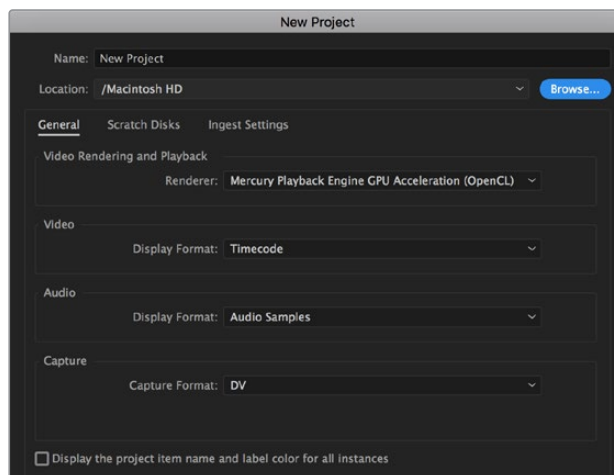 New Project
Name: New Project
Location: /Macintosh HD Browse...
General Scratch Disks Ingest Settings
Video Rendering and Playback
Renderer: Mercury Playback Engine GPU Acceleration (OpenCL)
Video
Display Format: Timecode
Audio
Display Format: Audio Samples
Capture
Capture Format: DV
Display the project item name and label color for all instances